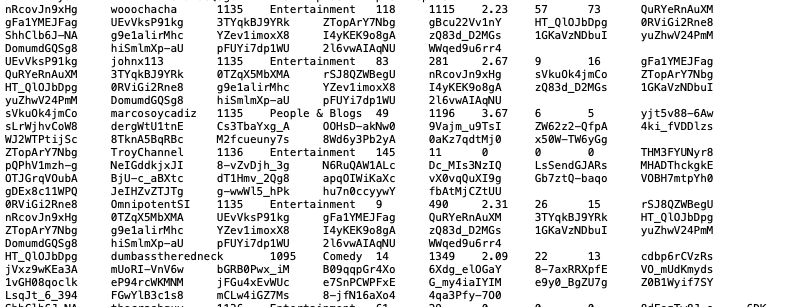 nRcovJn9xHg wooochacha 1135 Entertainment 118 1115 2.23 57 73 QuRYeRnAuXM
gFa1YMEJFag UEvVksP91kg 3TYqkBJ9YRk ZTopArY7Nbg gBcu22Vv1nY HT_QlOJbDpg 0RViGi2Rne8
ShhClb6J-NA g9e1alirMhc YZev1imoxX8 I4yKEK9o8gA zQ83d_D2MGs 1GKaVzNDbuI yuZhwV24PmM
DomumdGQSg8 hiSmlmXp-aU pFUYi7dp1WU 2l6vwAIAqNU WWqed9u6rr4
UEvVksP91kg johnx113 1135 Entertainment 83 281 2.67 9 16 gFa1YMEJFag
QuRYeRnAuXM 3TYqkBJ9YRk 0TZqX5MbXMA rSJ8QZWBegU nRcovJn9xHg sVkuOk4jmCo ZTopArY7Nbg
HT_QlOJbDpg 0RViGi2Rne8 g9e1alirMhc YZev1imoxX8 I4yKEK9o8gA zQ83d_D2MGs 1GKaVzNDbuI
yuZhwV24PmM DomumdGQSg8 hiSmlmXp-aU pFUYi7dp1WU 2l6vwAIAqNU
sVkuOk4jmCo marcosoycadiz 1135 People & Blogs 49 1196 3.67 6 5 yjt5v88-6Aw
sLrWjhvCoW8 dergWtU1tnE Cs3TbaYxg_A OOHsD-akNw0 9Vajm_u9TsI ZW62z2-QfpA 4ki_fVDDlzs
WJ2WTPtijSc 8TknA5BqRBc M2fcueuny7s 8Wd6y3Pb2yA 0aKz7qdtMj0 x50W-TW6yGg
ZTopArY7Nbg TroyChannel 1136 Entertainment 145 11 0 0 0 THM3FYUNyr8
pQPhV1mzh-g NeIGddkjxJI 8-vZvDjh_3g N6RuQAW1ALc Dc_MIs3NzIQ LsSendGJARs MHADThckgkE
OTJGrqVOubA BjU-c_aBXtc dT1Hmv_2Qg8 apqOIWiKaXc vX0vqQuXI9g Gb7ztQ-baqo VOBH7mtpYh0
gDEx8c11WPQ JeIHZvZTJTg g-wwWl5_hPk hu7n0ccyywY fbAtMjCZtUU
0RViGi2Rne8 OmnipotentSI 9 Entertainment 9 490 2.31 26 15 rSJ8QZWBegU
nRcovJn9xHg 0TZqX5MbXMA UEvVksP91kg gFa1YMEJFag QuRYeRnAuXM 3TYqkBJ9YRk HT_QlOJbDpg
ZTopArY7Nbg g9e1alirMhc YZev1imoxX8 I4yKEK9o8gA zQ83d_D2MGs 1GKaVzNDbuI yuZhwV24PmM
DomumdGQSg8 hiSmlmXp-aU pFUYi7dp1WU 2l6vwAIAqNU WWqed9u6rr4
HT_QlOJbDpg dumbasstheredneck 1095 Comedy 14 1349 2.09 22 13 cdbp6rCVzRs
jVxz9wKEa3A mUoRI-VnV6w bGRB0Pwx_iM B09qqpGr4Xo 6Xdg_elOGaY 8-7axRRXpfE VO_mUdKmyds
1vGH08qoclk eP94rcWKMNM jFGu4xEvWUc e7SnPCWPFxE G_my4iaIYIM e9y0_BgZU7g Z0B1Wyif7SY
LsqJt_6_394 FGwYlB3c1s8 mCLw4iGZ7Ms 8-jfN16aXo4 4qa3Pfy-7O0